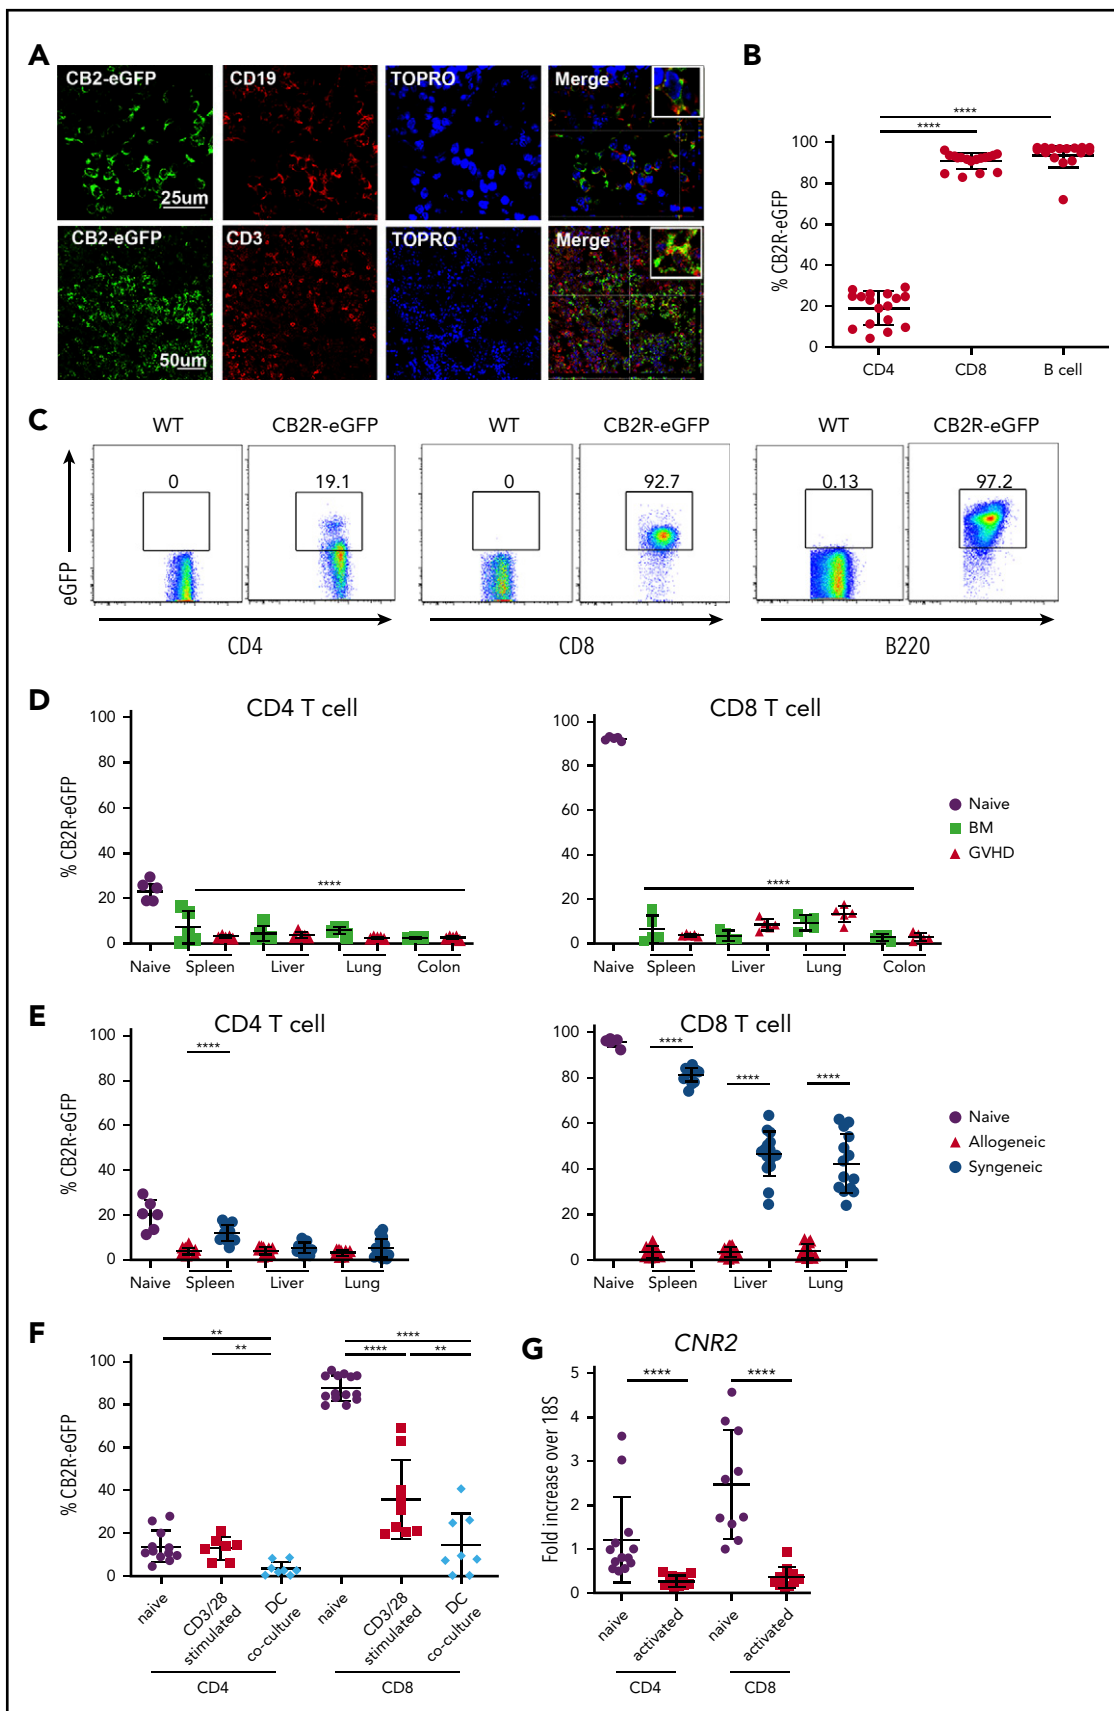 A
CB2-eGFP CD19 TOPRO Merge
25um
CB2-eGFP CD3 TOPRO Merge
50um
B
****
****
% CB2R-eGFP
100
80
60
40
20
0
CD4 CD8 B cell
C
WT CB2R-eGFP WT CB2R-eGFP WT CB2R-eGFP
0 19.1 0 92.7 0.13 97.2
eGFP
CD4 CD8 B220
D
CD4 T cell
% CB2R-eGFP
100
80
60
40
20
0
****
Naive Spleen Liver Lung Colon
CD8 T cell
100
80
60
40
20
0
****
Naive Spleen Liver Lung Colon
Naive
BM
GVHD
E
CD4 T cell
% CB2R-eGFP
100
80
60
40
20
0
****
Naive Spleen Liver Lung
CD8 T cell
100
80
60
40
20
0
**** **** ****
Naive Spleen Liver Lung
Naive
Allogeneic
Syngeneic
F
% CB2R-eGFP
100
80
60
40
20
0
** ****
** **** **
naive
CD3/28
stimulated
DC
co-culture
naive
CD3/28
stimulated
DC
co-culture
CD4 CD8
G
CNR2
Fold increase over 18S
5
4
3
2
1
0
**** ****
naive
activated
naive
activated
CD4 CD8